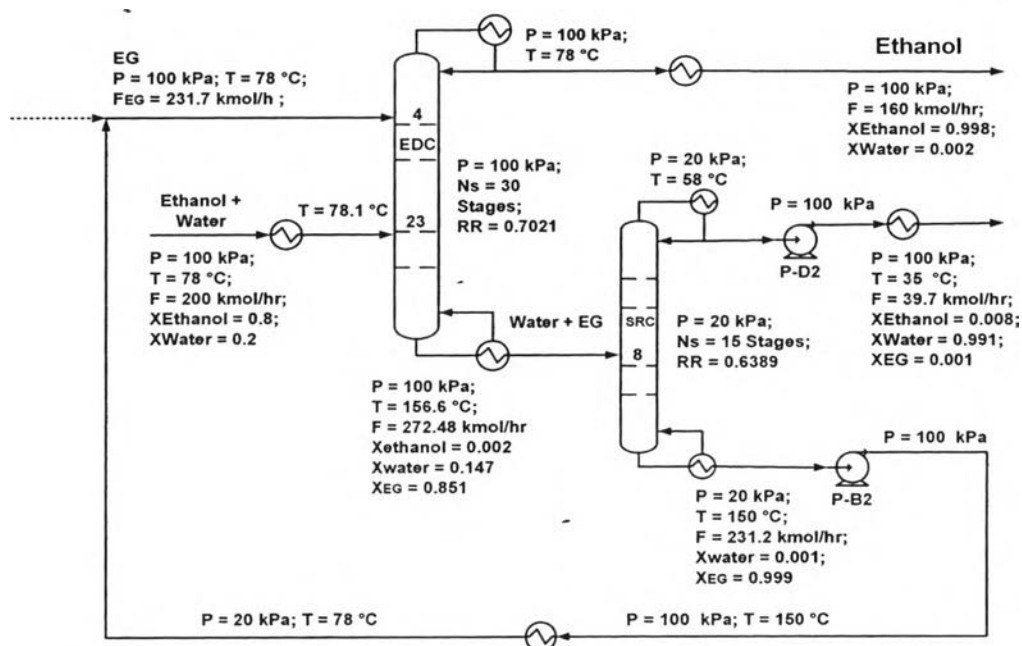 EG
P = 100 kPa; T = 78 °C;
FEG = 231.7 kmol/h ;
P = 100 kPa;
T = 78 °C
Ethanol
P = 100 kPa;
F = 160 kmol/hr;
XEthanol = 0.998;
XWater = 0.002
4
EDC
23
P = 100 kPa;
Ns = 30
Stages;
RR = 0.7021
Ethanol +
Water
T = 78.1 °C
P = 100 kPa;
T = 78 °C;
F = 200 kmol/hr;
XEthanol = 0.8;
XWater = 0.2
P = 20 kPa;
T = 58 °C
P = 100 kPa
P-D2
P = 100 kPa;
T = 35 °C;
F = 39.7 kmol/hr;
XEthanol = 0.008;
XWater = 0.991;
XEG = 0.001
Water + EG
SRC
8
P = 20 kPa;
Ns = 15 Stages;
RR = 0.6389
P = 100 kPa;
T = 156.6 °C;
F = 272.48 kmol/hr
Xethanol = 0.002
Xwater = 0.147
XEG = 0.851
P = 100 kPa
P-B2
P = 20 kPa;
T = 150 °C;
F = 231.2 kmol/hr;
Xwater = 0.001;
XEG = 0.999
P = 20 kPa; T = 78 °C
P = 100 kPa; T = 150 °C